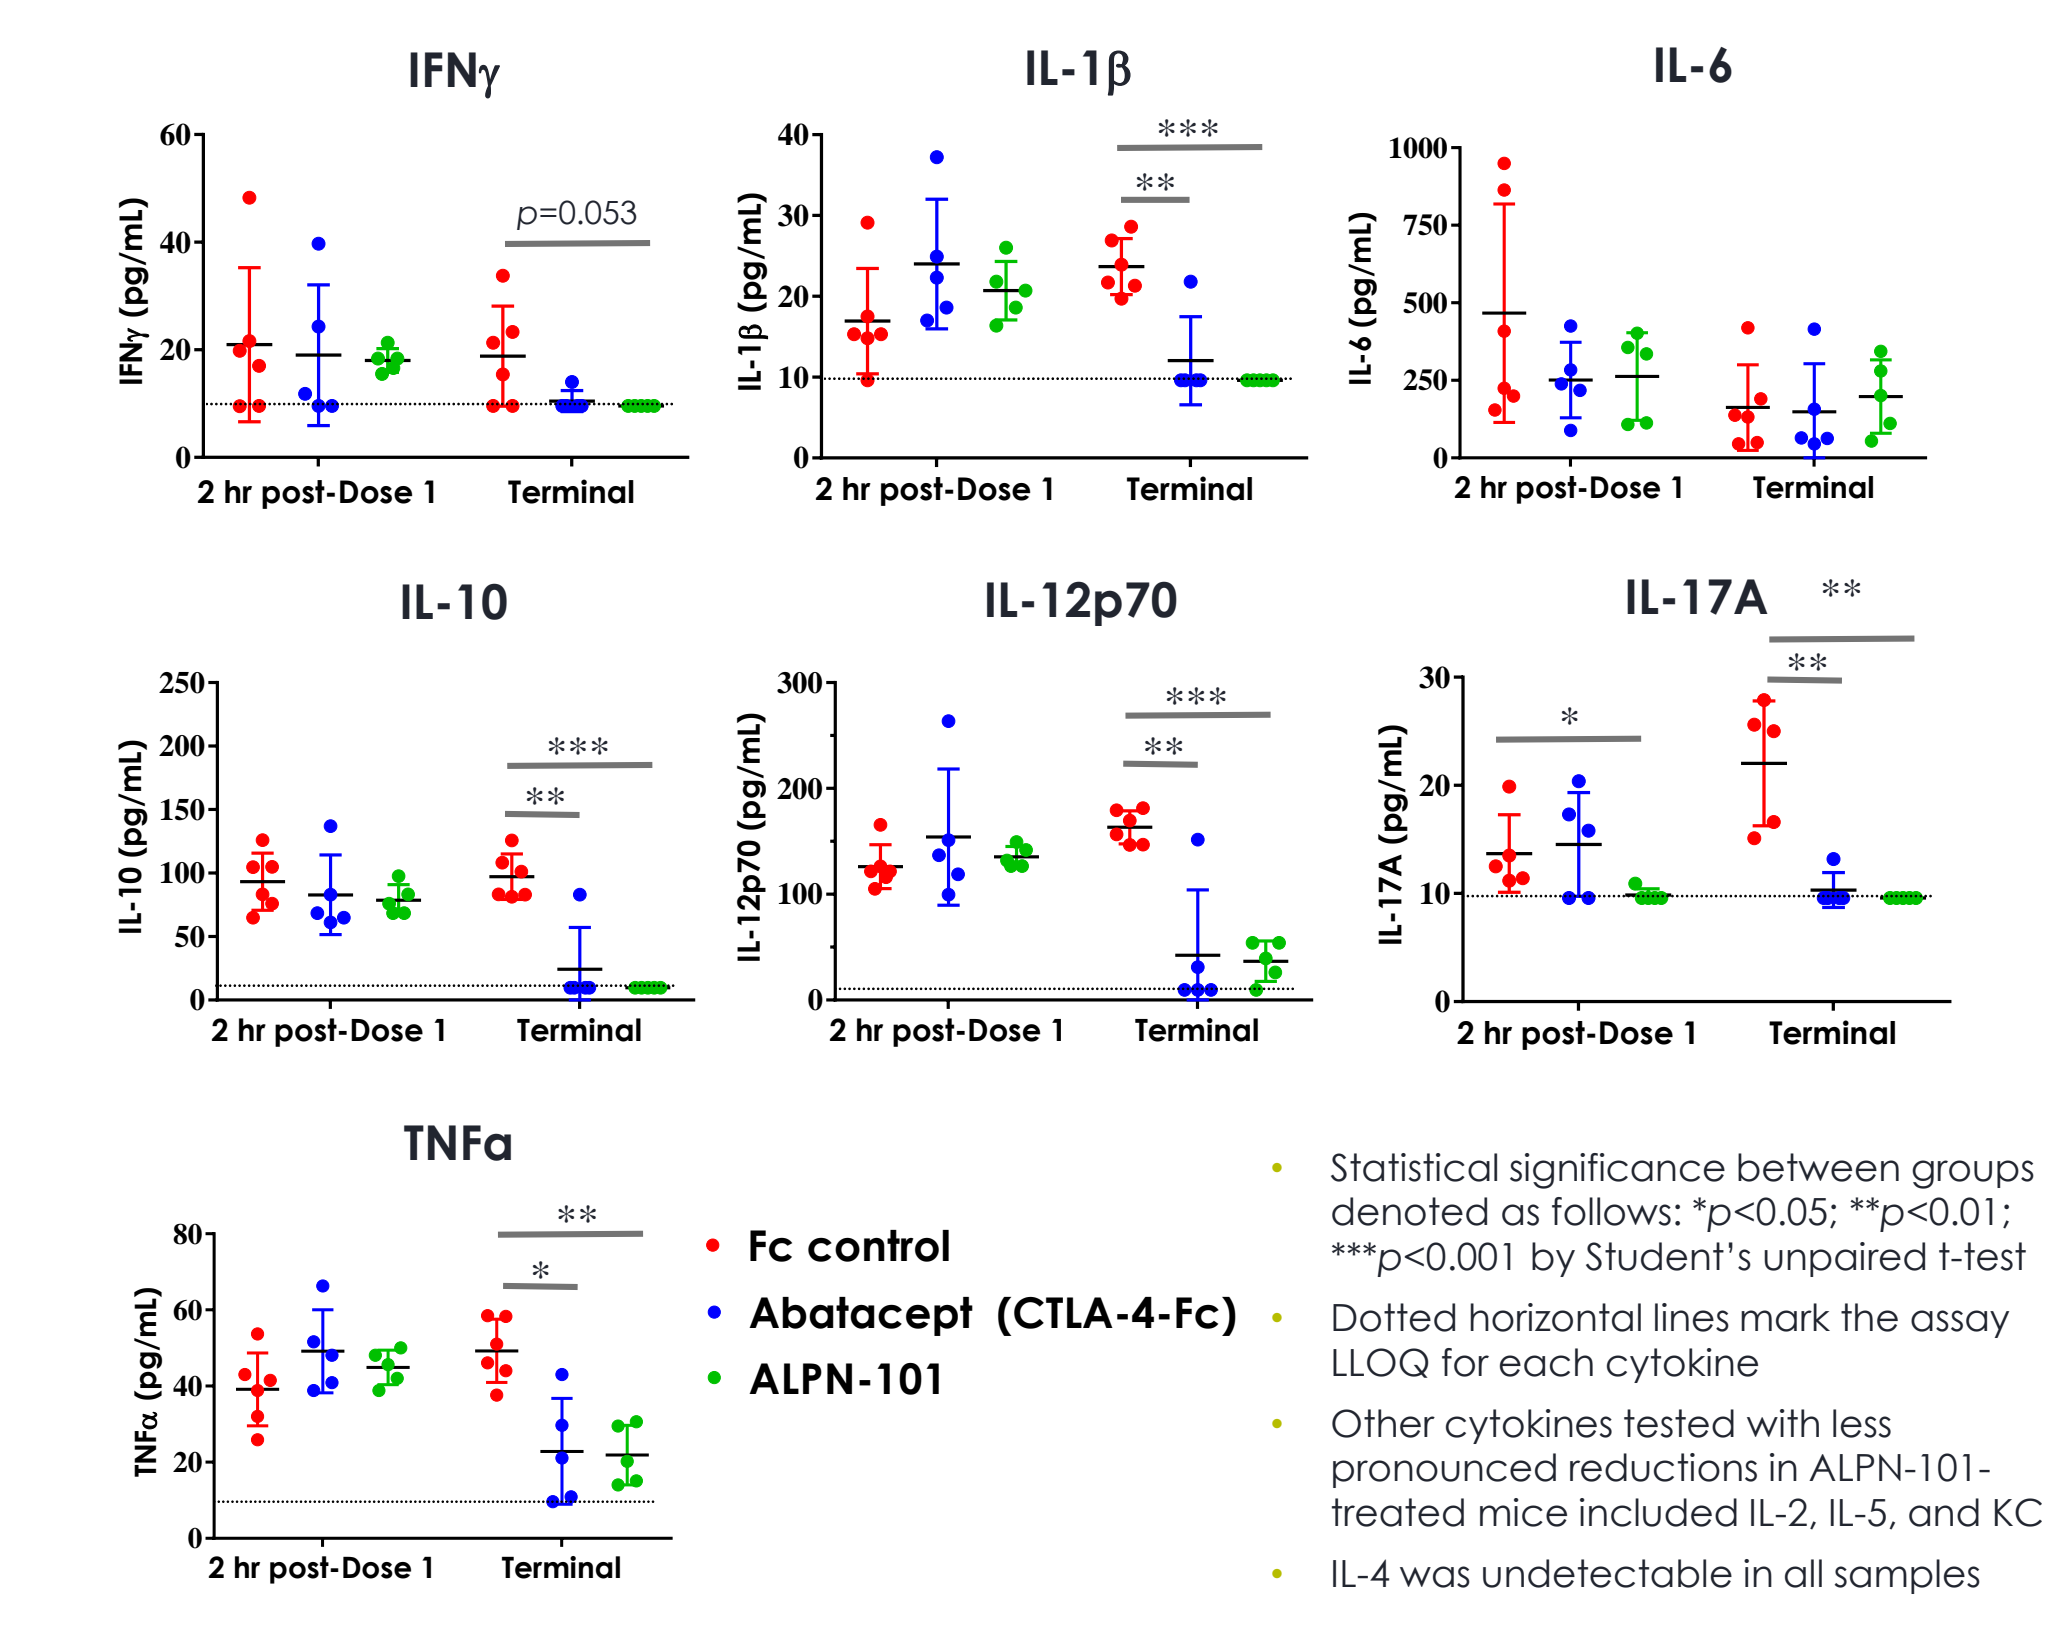 IFNγ
IFNγ (pg/mL)
60
40
20
0
p=0.053
2 hr post-Dose 1
Terminal
IL-1β
IL-1β (pg/mL)
40
30
20
10
0
***
**
2 hr post-Dose 1
Terminal
IL-6
IL-6 (pg/mL)
1000
750
500
250
0
2 hr post-Dose 1
Terminal
IL-10
IL-10 (pg/mL)
250
200
150
100
50
0
***
**
2 hr post-Dose 1
Terminal
IL-12p70
IL-12p70 (pg/mL)
300
200
100
0
***
**
2 hr post-Dose 1
Terminal
IL-17A
IL-17A (pg/mL)
30
20
10
0
**
**
*
2 hr post-Dose 1
Terminal
TNFα
TNFα (pg/mL)
80
60
40
20
0
**
*
2 hr post-Dose 1
Terminal
Fc control
Abatacept (CTLA-4-Fc)
ALPN-101
• Statistical significance between groups
denoted as follows: *p<0.05; **p<0.01;
***p<0.001 by Student’s unpaired t-test
• Dotted horizontal lines mark the assay
LLOQ for each cytokine
• Other cytokines tested with less
pronounced reductions in ALPN-101-
treated mice included IL-2, IL-5, and KC
• IL-4 was undetectable in all samples